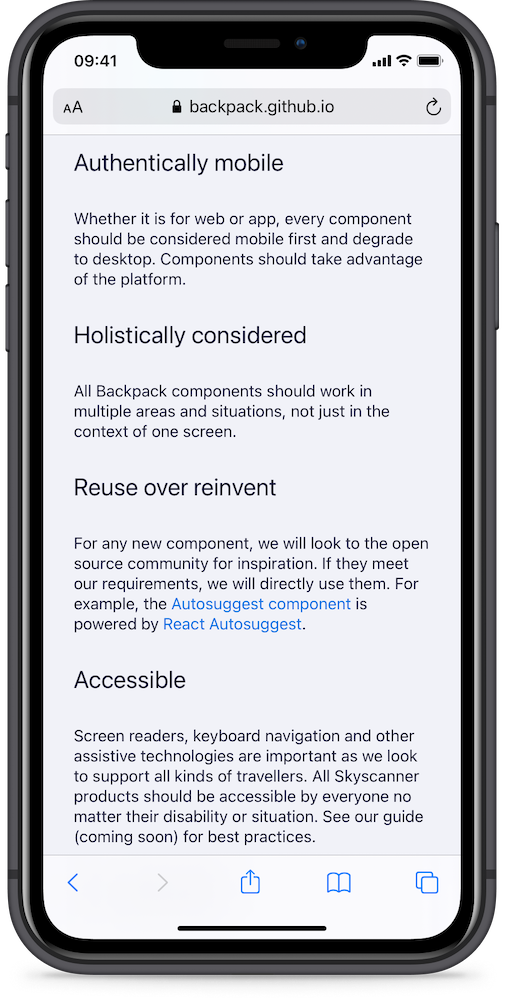 09:41
AA backpack.github.io
Authentically mobile
Whether it is for web or app, every component
should be considered mobile first and degrade
to desktop. Components should take advantage
of the platform.
Holistically considered
All Backpack components should work in
multiple areas and situations, not just in the
context of one screen.
Reuse over reinvent
For any new component, we will look to the open
source community for inspiration. If they meet
our requirements, we will directly use them. For
example, the Autosuggest component is
powered by React Autosuggest.
Accessible
Screen readers, keyboard navigation and other
assistive technologies are important as we look
to support all kinds of travellers. All Skyscanner
products should be accessible by everyone no
matter their disability or situation. See our guide
(coming soon) for best practices.